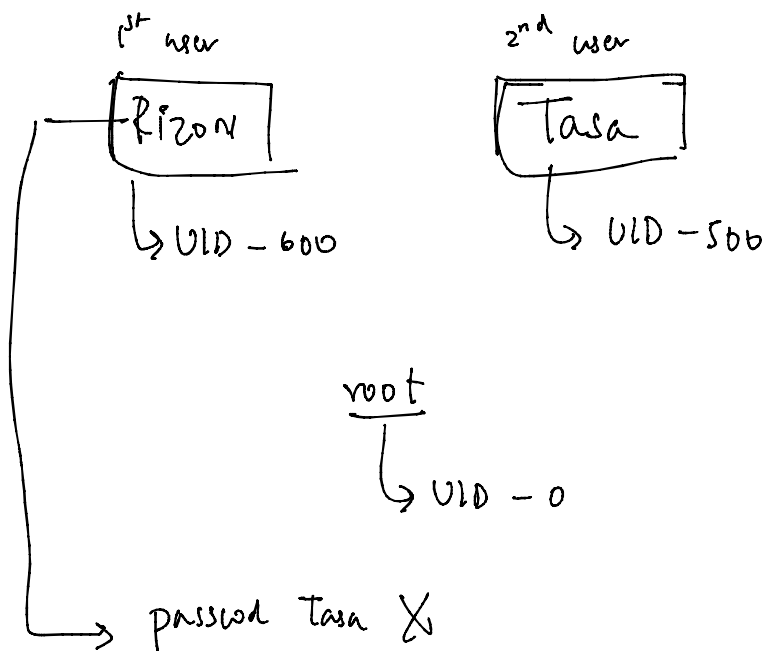 1st user
2nd user
Rizon
Tasa
UID - 600
UID - 500
root
UID - 0
passwd Tasa X